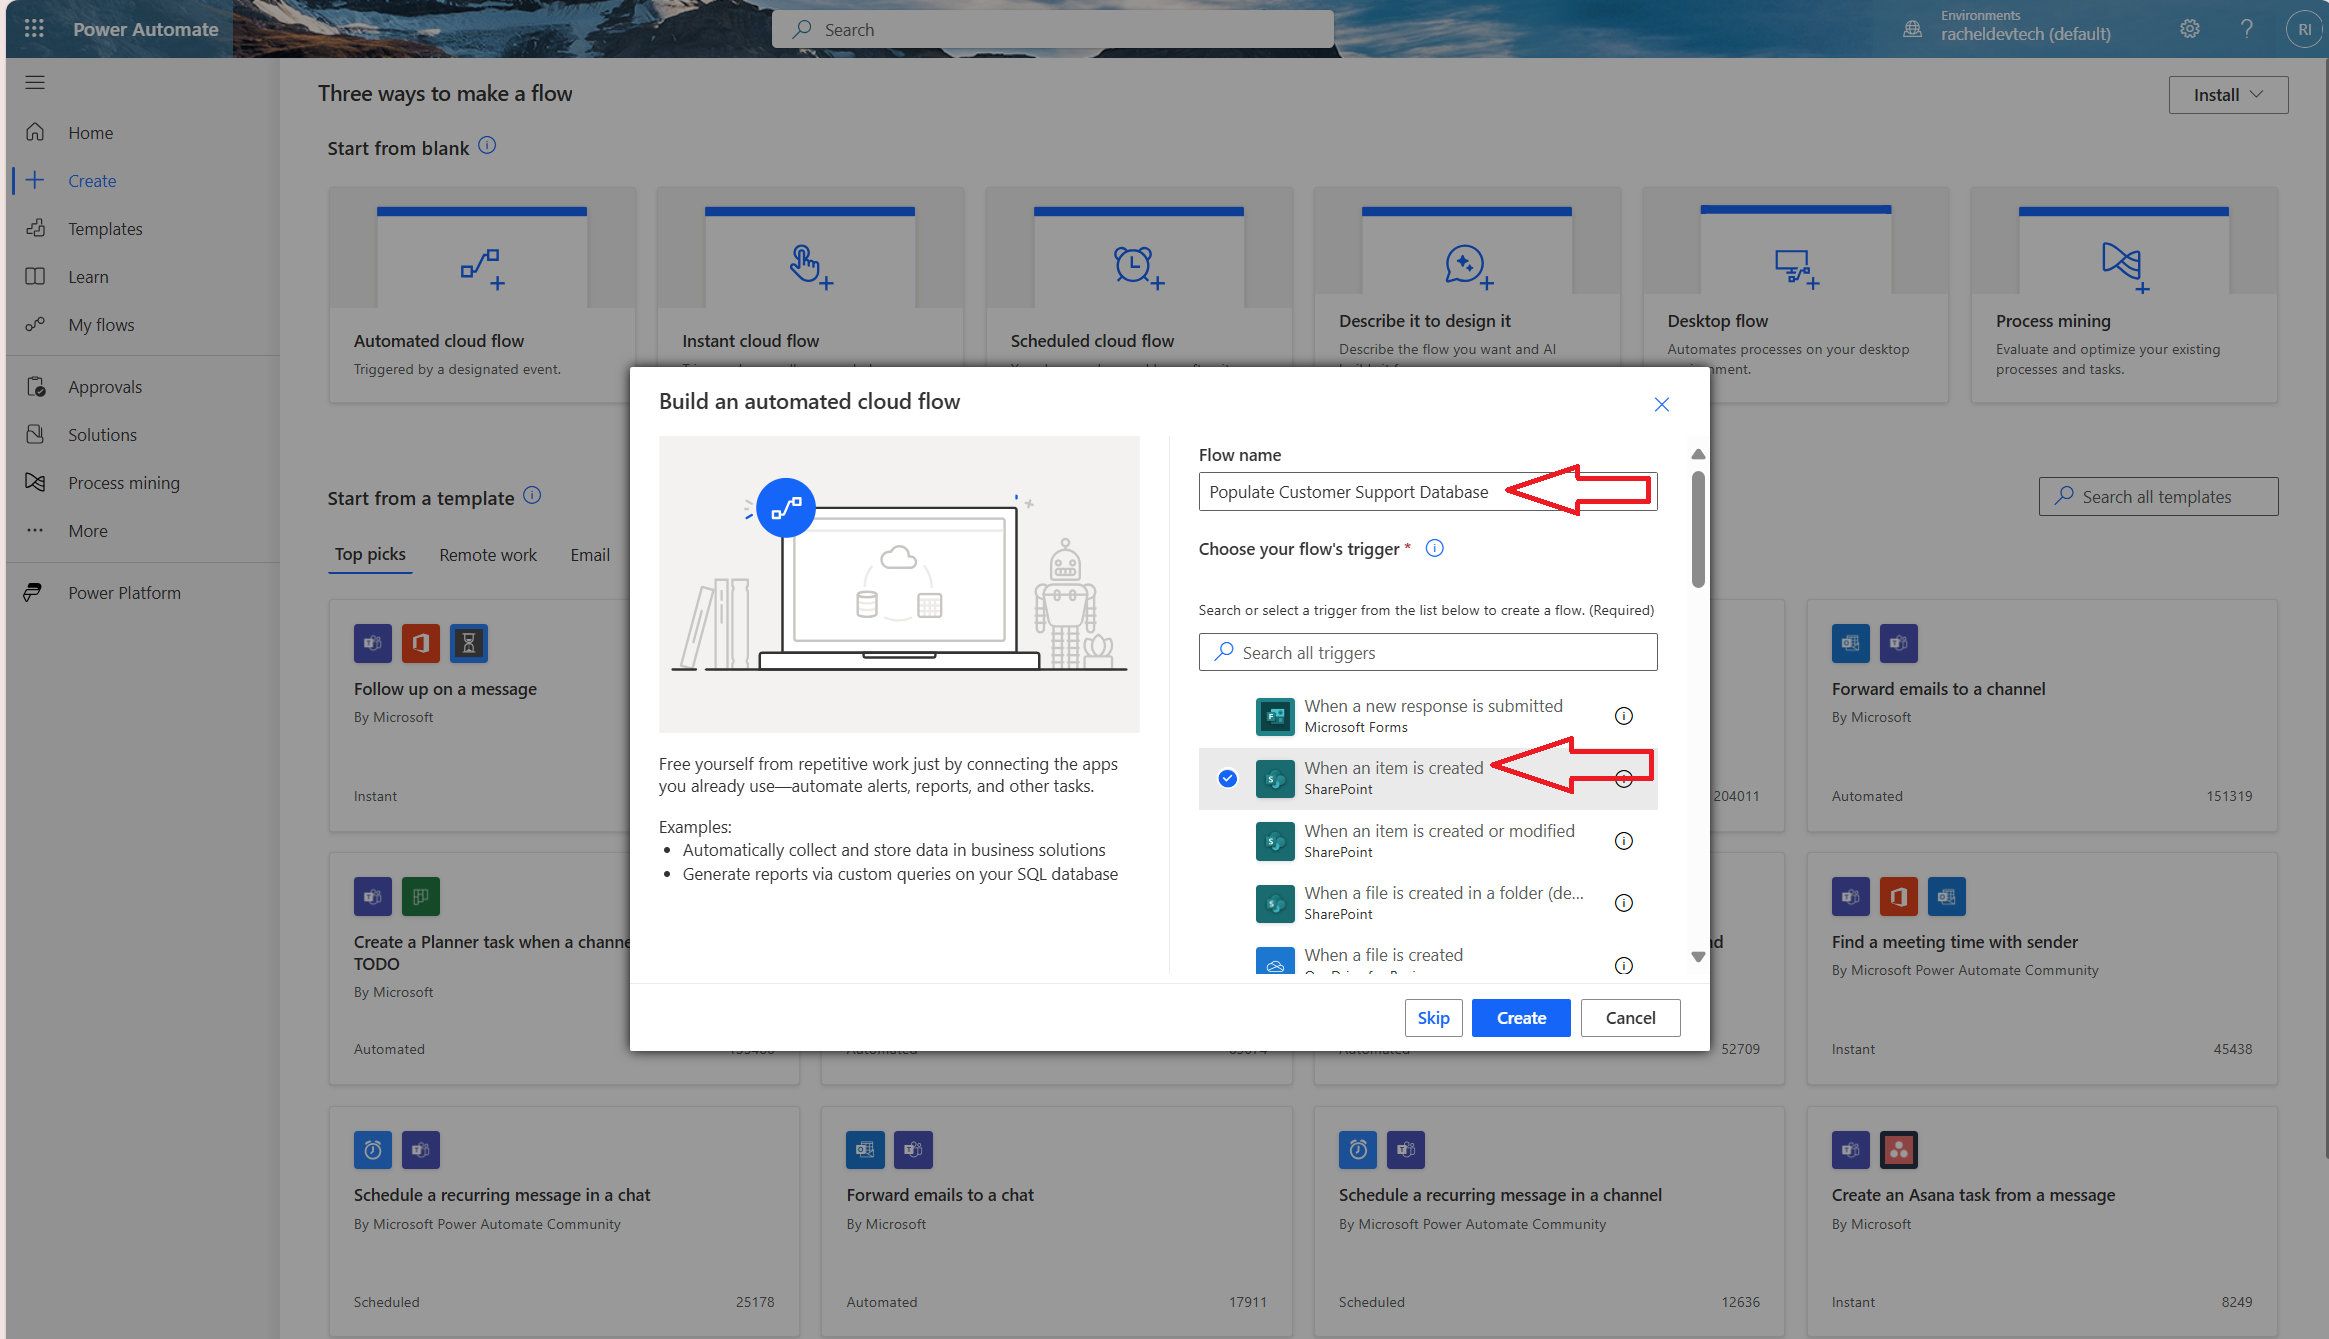 Power Automate
Search
Environments
racheldevtech (default)
?
RI
Home
Create
Templates
Learn
My flows
Approvals
Solutions
Process mining
More
Power Platform
Three ways to make a flow
Install
Start from blank
Automated cloud flow
Triggered by a designated event.
Instant cloud flow
Scheduled cloud flow
Describe it to design it
Describe the flow you want and AI
Desktop flow
Automates processes on your desktop
Process mining
Evaluate and optimize your existing
processes and tasks.
Start from a template
Search all templates
Top picks
Remote work
Email
Build an automated cloud flow
Free yourself from repetitive work just by connecting the apps
you already use—automate alerts, reports, and other tasks.
Examples:
• Automatically collect and store data in business solutions
• Generate reports via custom queries on your SQL database
Flow name
Populate Customer Support Database
Choose your flow's trigger *
Search or select a trigger from the list below to create a flow. (Required)
Search all triggers
When a new response is submitted
Microsoft Forms
When an item is created
SharePoint
When an item is created or modified
SharePoint
When a file is created in a folder (de...
SharePoint
When a file is created
Skip
Create
Cancel
Follow up on a message
By Microsoft
Instant
204011
Forward emails to a channel
By Microsoft
Automated
151319
Create a Planner task when a channe
TODO
By Microsoft
Automated
52709
Find a meeting time with sender
By Microsoft Power Automate Community
Instant
45438
Schedule a recurring message in a chat
By Microsoft Power Automate Community
Scheduled
25178
Forward emails to a chat
By Microsoft
Automated
17911
Schedule a recurring message in a channel
By Microsoft Power Automate Community
Scheduled
12636
Create an Asana task from a message
By Microsoft
Instant
8249